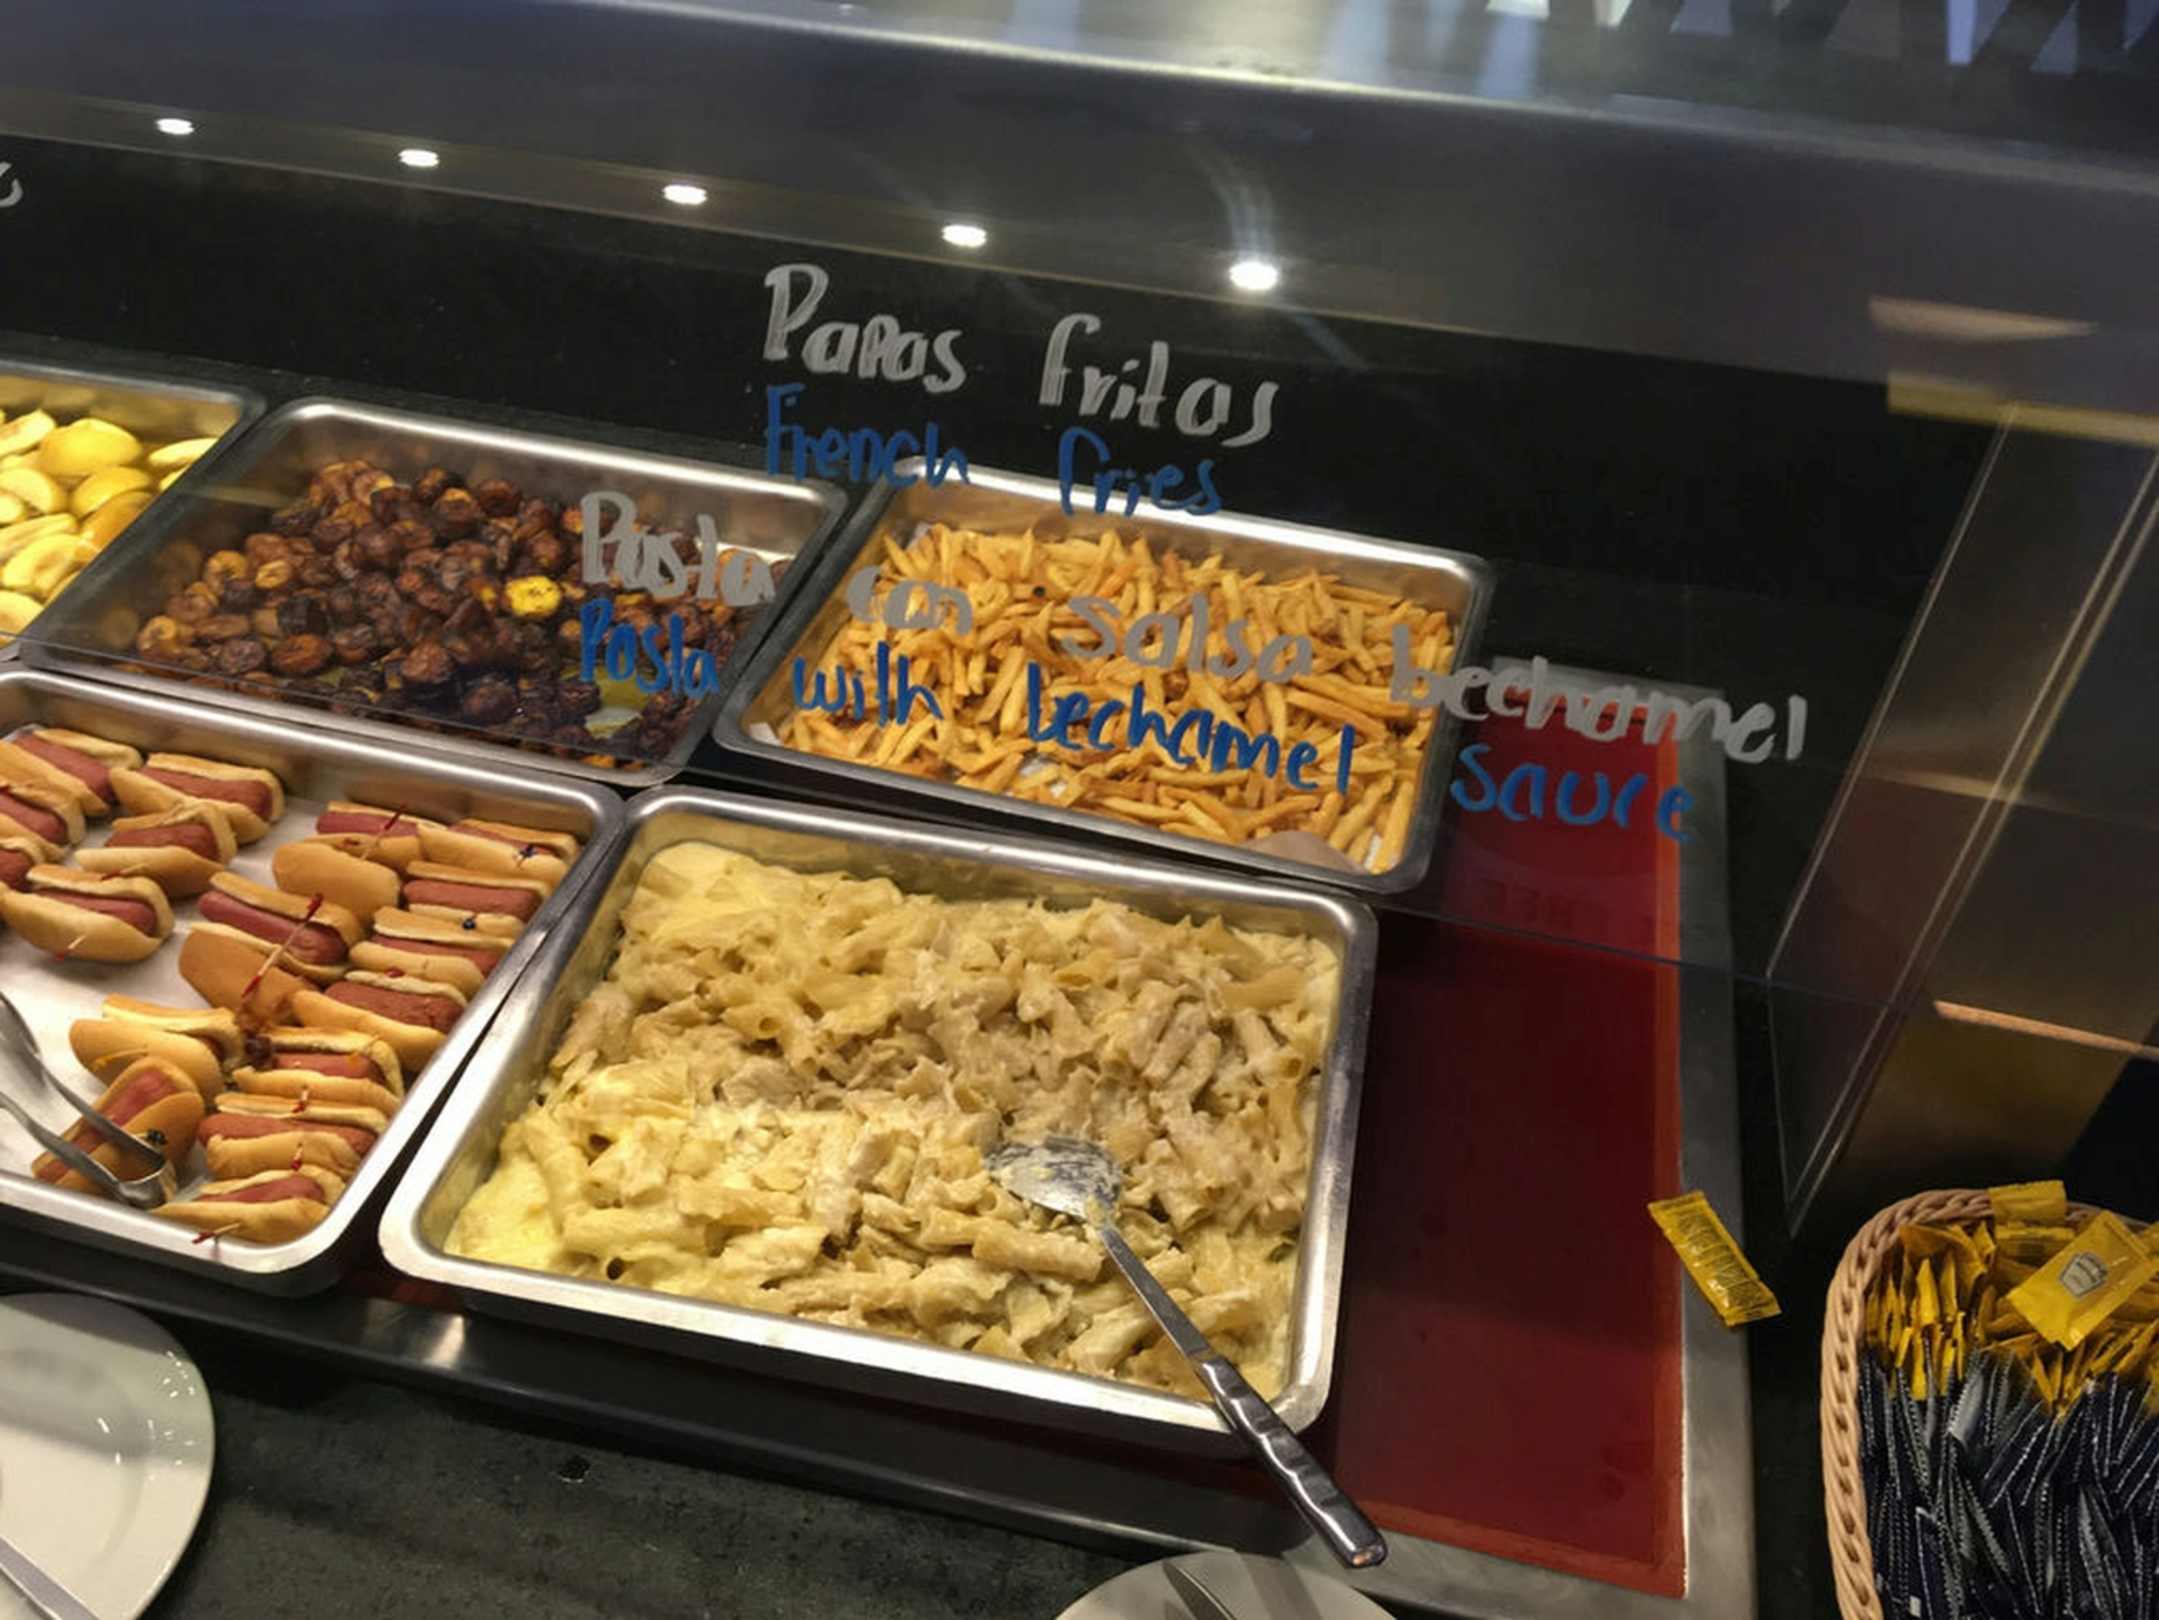 Papas fritas
French fries
Pasta con salsa bechamel
Pasta with bechamel sauce